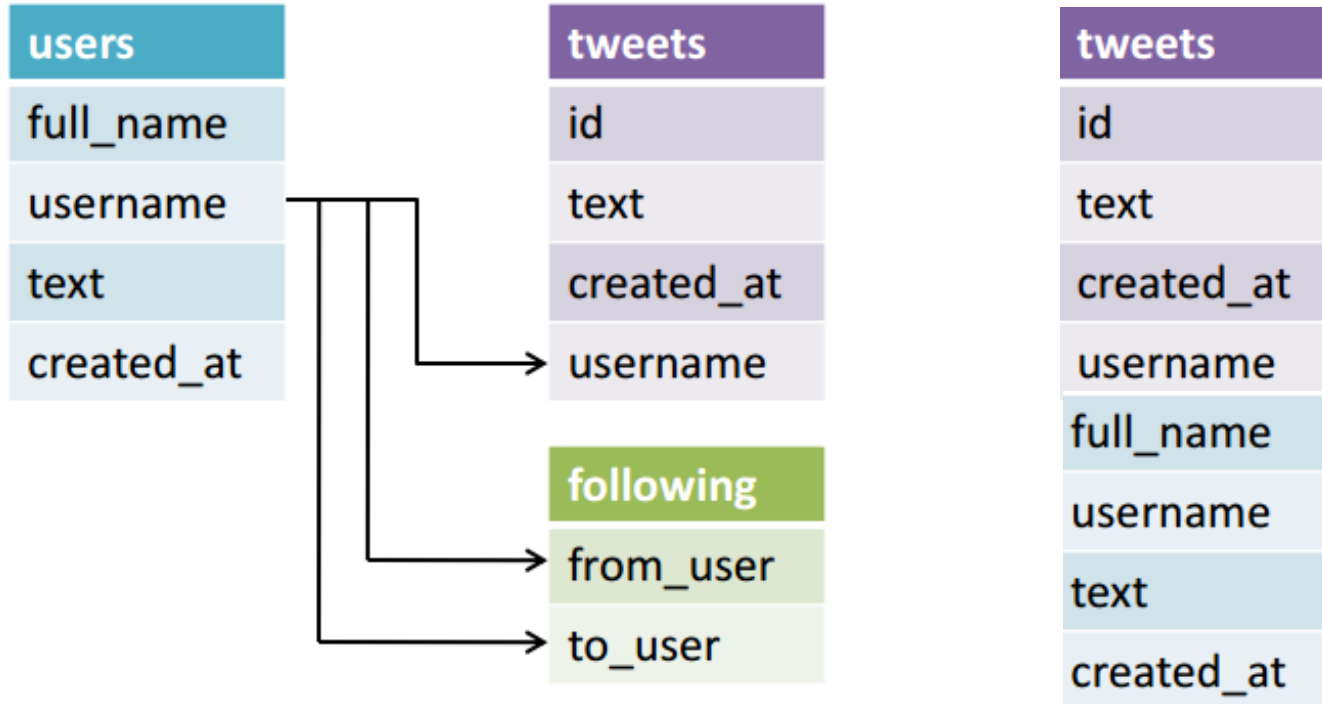 users
full_name
username
text
created_at
tweets
id
text
created_at
username
following
from_user
to_user
tweets
id
text
created_at
username
full_name
username
text
created_at